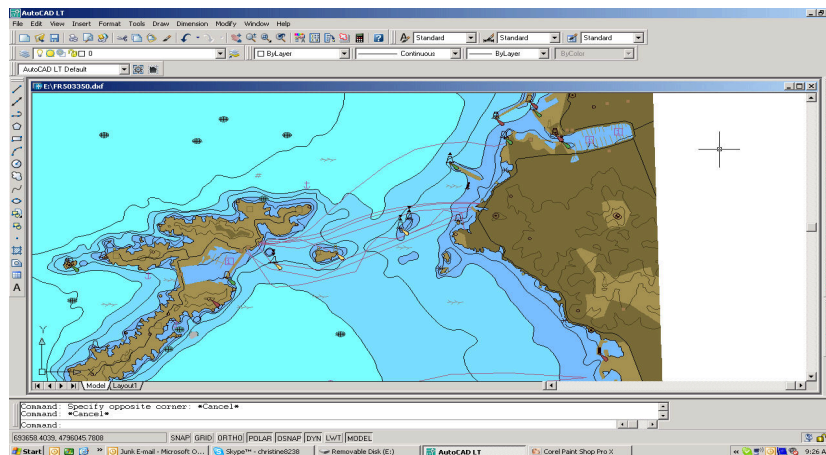 AutoCAD LT
File Edit View Insert Format Tools Draw Dimension Modify Window Help
Standard Standard Standard
0 ByLayer Continuous ByLayer ByColor
AutoCAD LT Default
E:\FR503350.dxf
Y
Model Layout1
Command: Specify opposite corner: *Cancel*
Command: *Cancel*
Command:
693658.4039, 4796045.7808 SNAP GRID ORTHO POLAR OSNAP DYN LWT MODEL
Start Junk E-mail - Microsoft O... Skype™ - christine8238 Removable Disk (E:) AutoCAD LT Corel Paint Shop Pro X 9:26 A